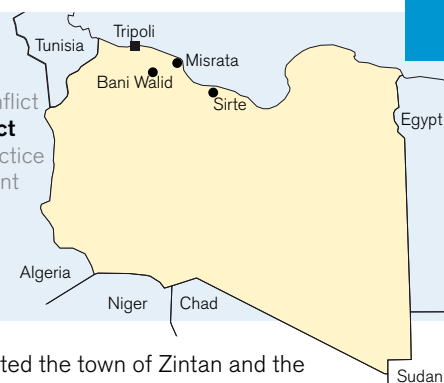 Tripoli
Tunisia
Misrata
Bani Walid
Sirte
Egypt
Algeria
Niger
Chad
Sudan
ted the town of Zintan and the